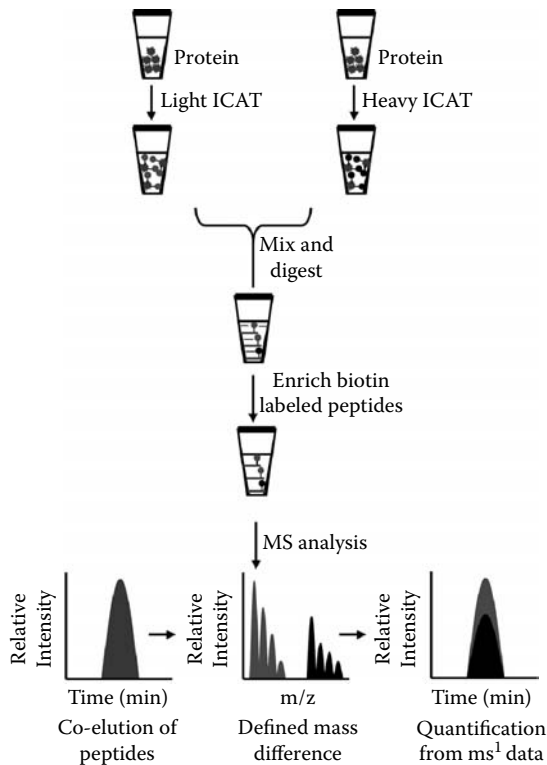 Protein
Protein
Light ICAT
Heavy ICAT
Mix and
digest
Enrich biotin
labeled peptides
MS analysis
Relative
Intensity
Time (min)
Co-elution of
peptides
Relative
Intensity
m/z
Defined mass
difference
Relative
Intensity
Time (min)
Quantification
from ms¹ data